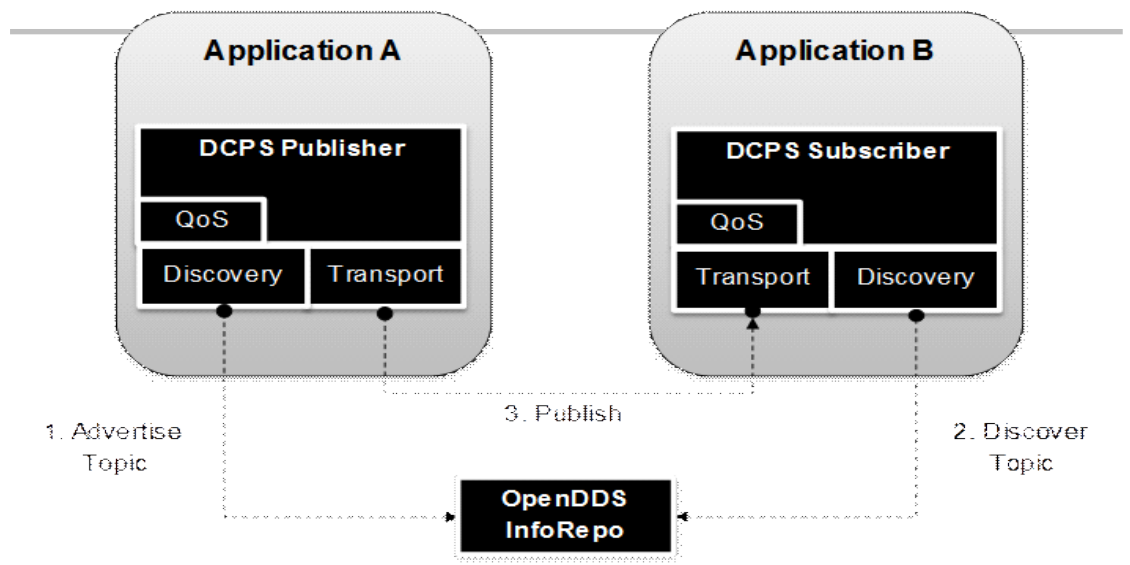 Application A
Application B
DCPS Publisher
DCPS Subscriber
QoS
QoS
Discovery
Transport
Transport
Discovery
3. Publish
1. Advertise
Topic
2. Discover
Topic
OpenDDS
InfoRepo